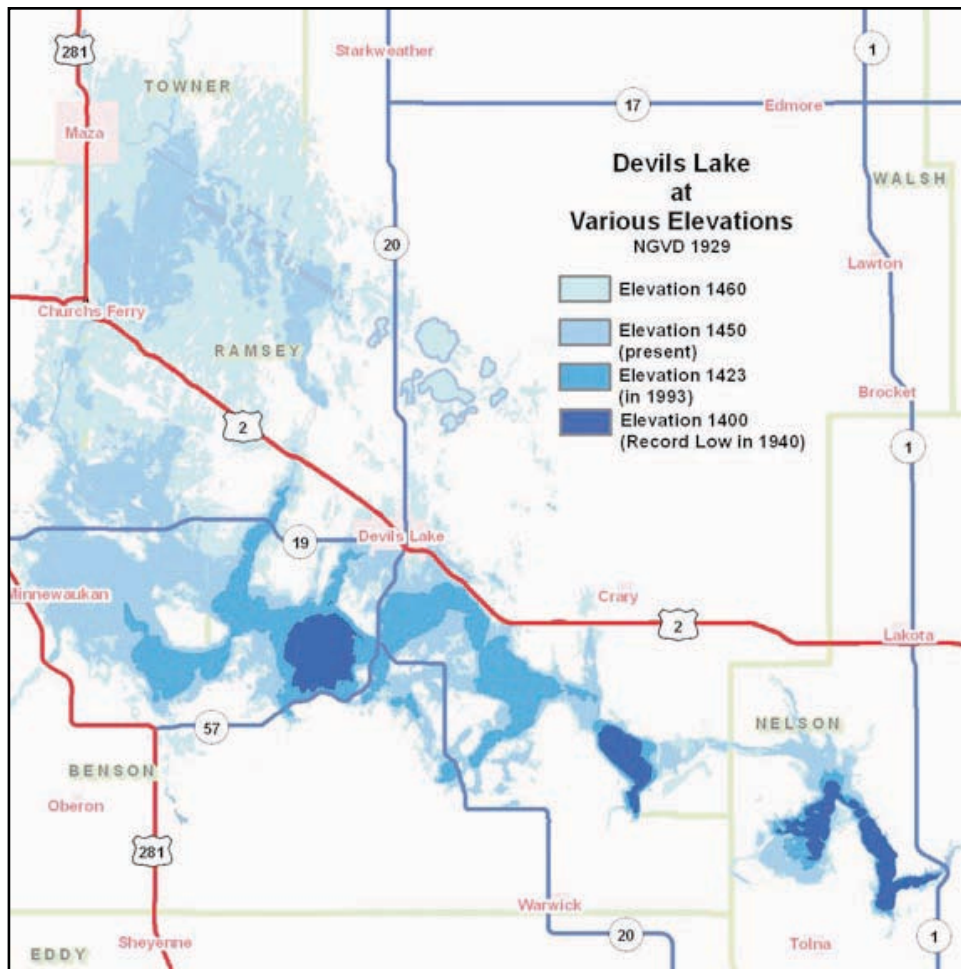 281
Starkweather
1
TOWNER
17
Edmore
Maza
Devils Lake
at
Various Elevations
NGVD 1929
WALSH
20
Lawton
Elevation 1460
Churchs Ferry
RAMSEY
Elevation 1450
(present)
Elevation 1423
(in 1993)
Brocket
Elevation 1400
(Record Low in 1940)
2
1
19
Devils Lake
Minnewaukan
Crary
2
Lakota
57
NELSON
BENSON
Oberon
281
Warwick
20
Sheyenne
Tolna
1
EDDY